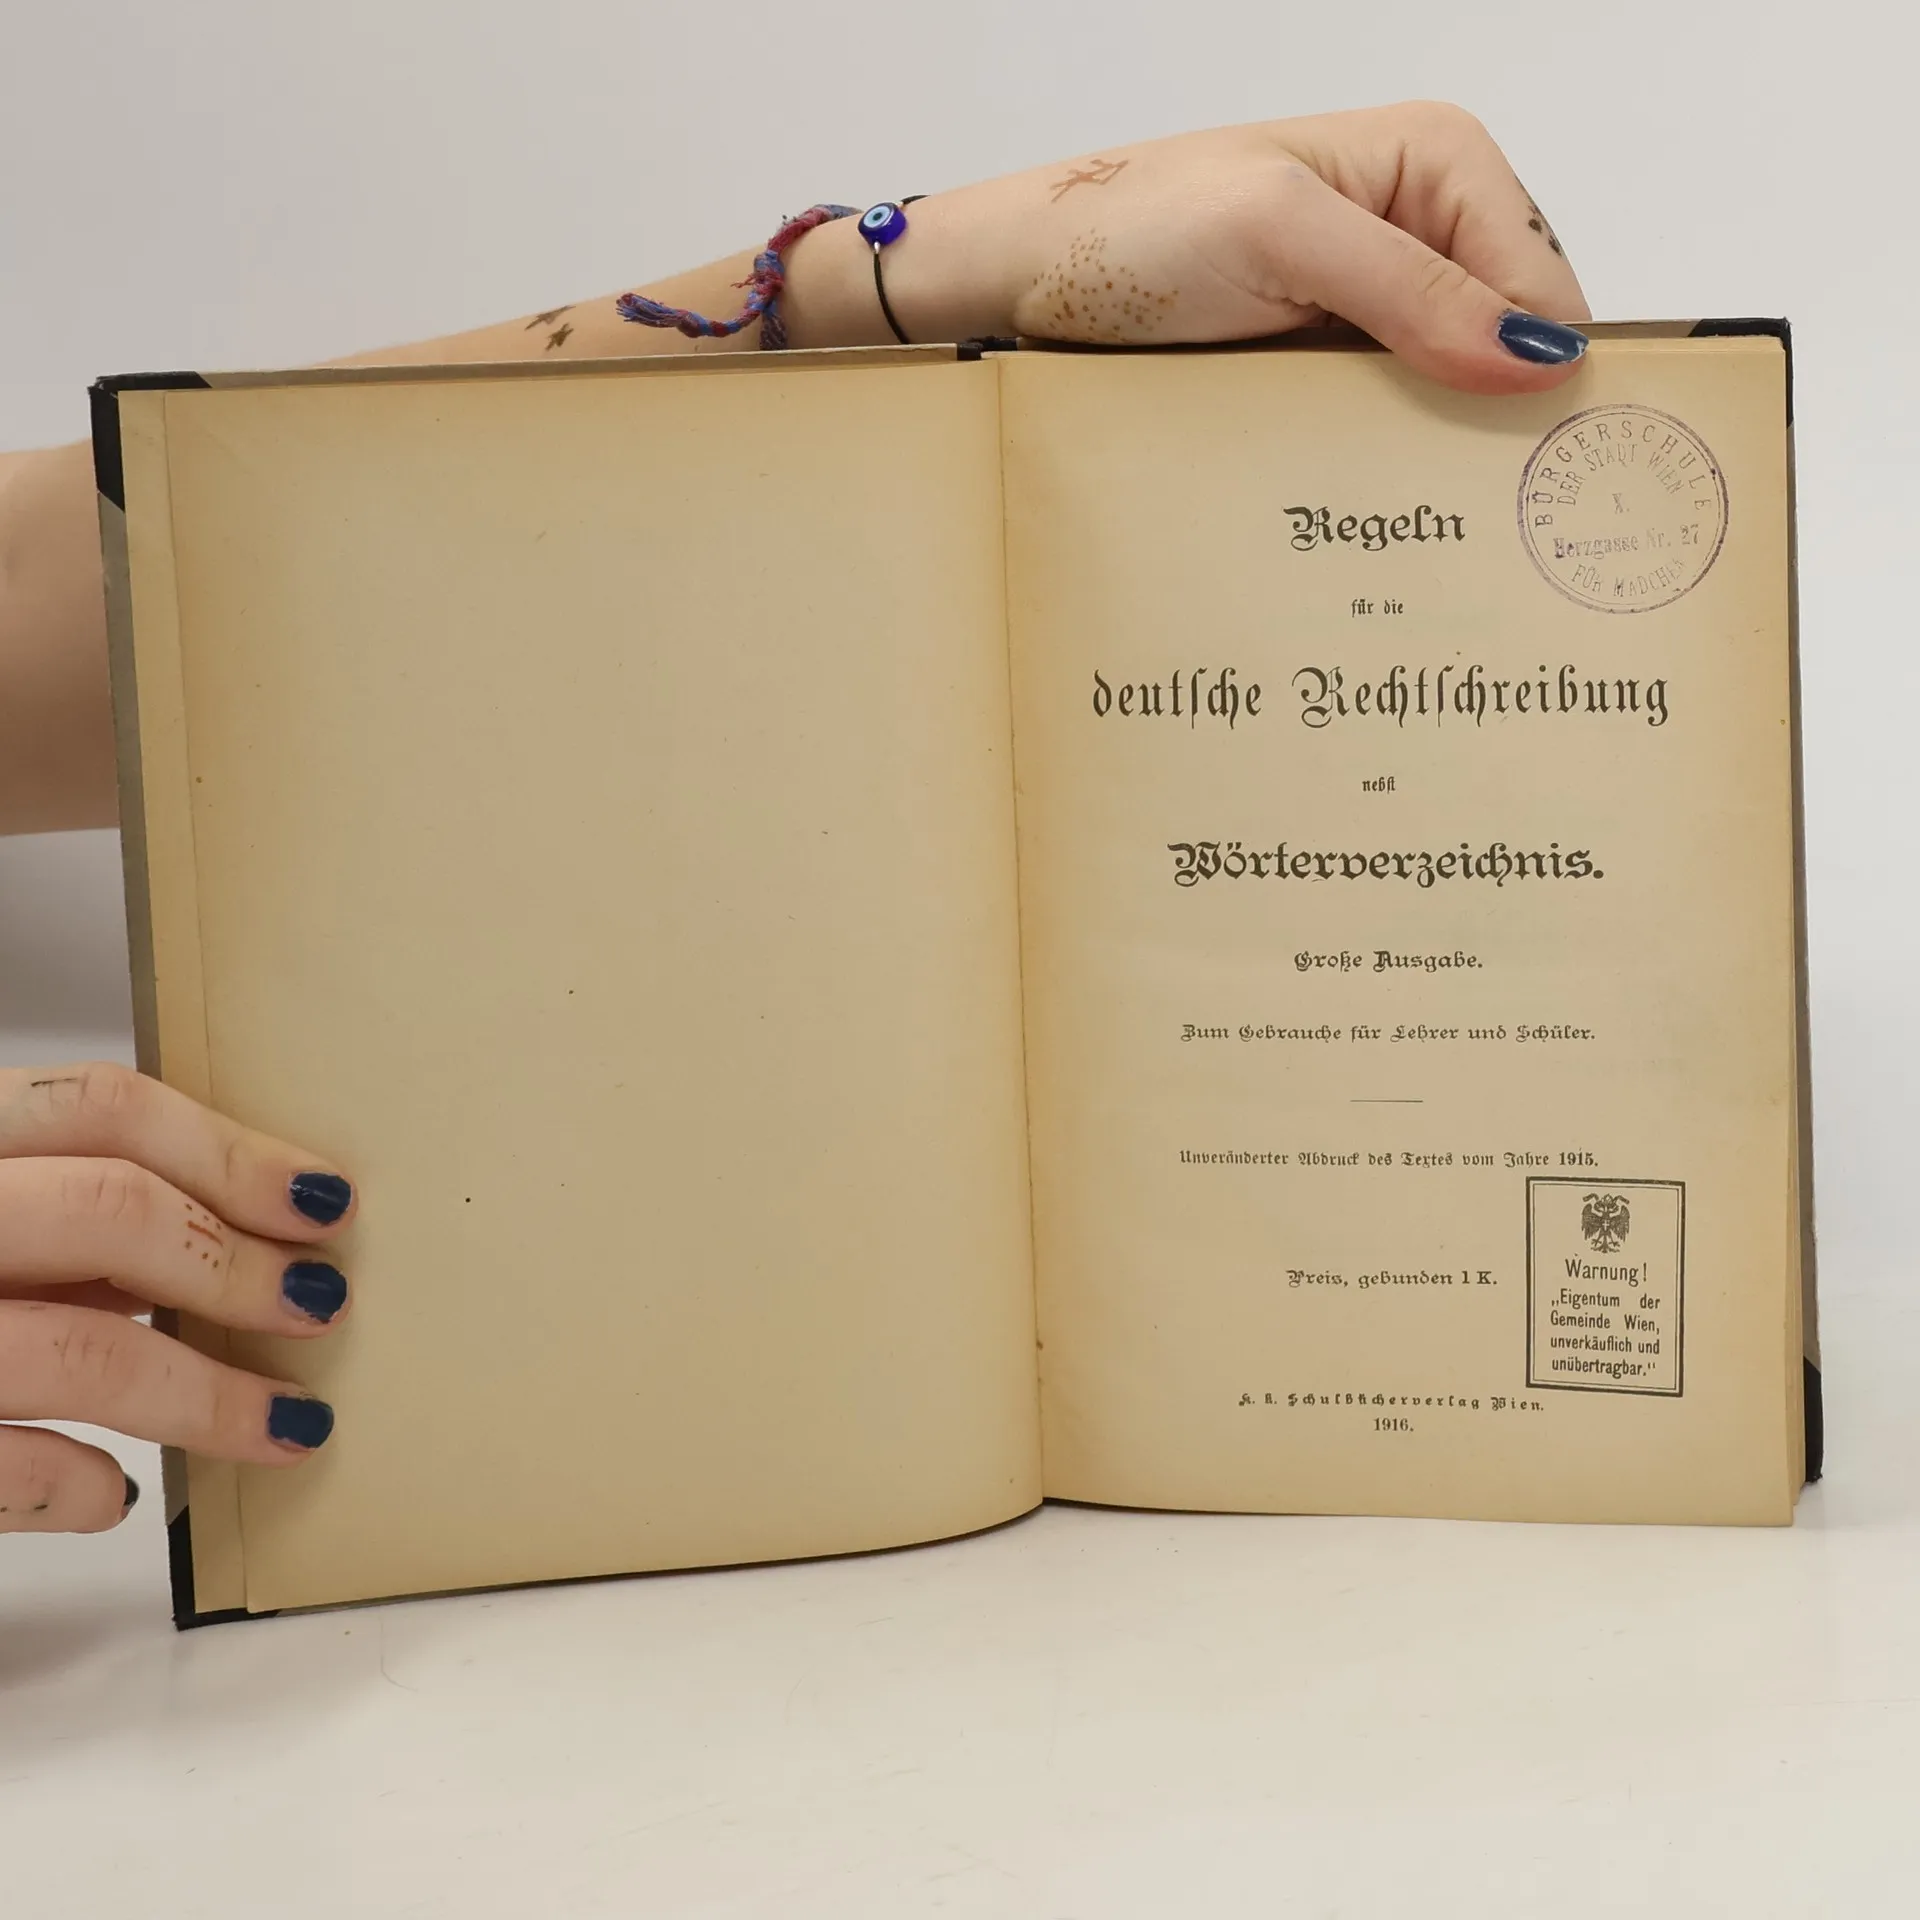 Regeln
für die
deutsche Rechtschreibung
nebst
Wörterverzeichnis.
Große Ausgabe.
Zum Gebrauche für Lehrer und Schüler.
Unveränderter Abdruck des Textes vom Jahre 1915.
Preis, gebunden 1 K.
K. k. Schulbücherverlag Wien.
1916.
BÜRGERSCHULE
DER STADT WIEN
X.
Herzgasse Nr. 27
FÜR MÄDCHEN
Warnung!
„Eigentum der
Gemeinde Wien,
unverkäuflich und
unübertragbar."